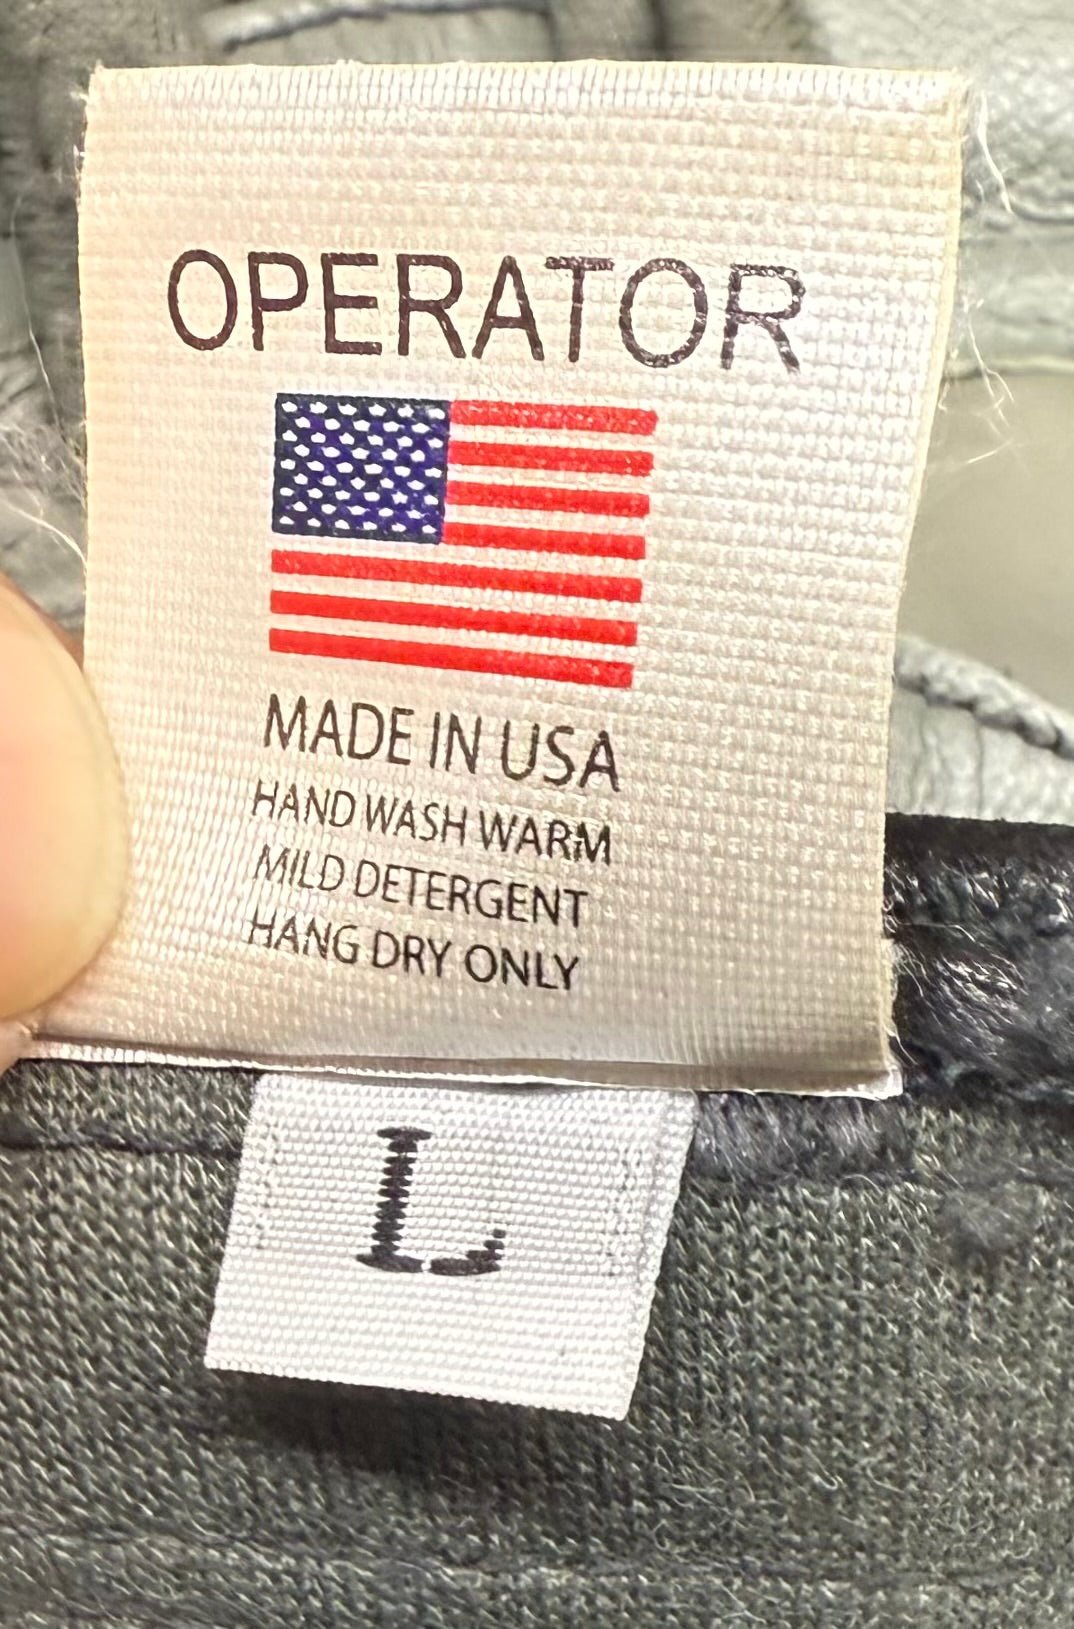 OPERATOR
MADE IN USA
HAND WASH WARM
MILD DETERGENT
HANG DRY ONLY
L